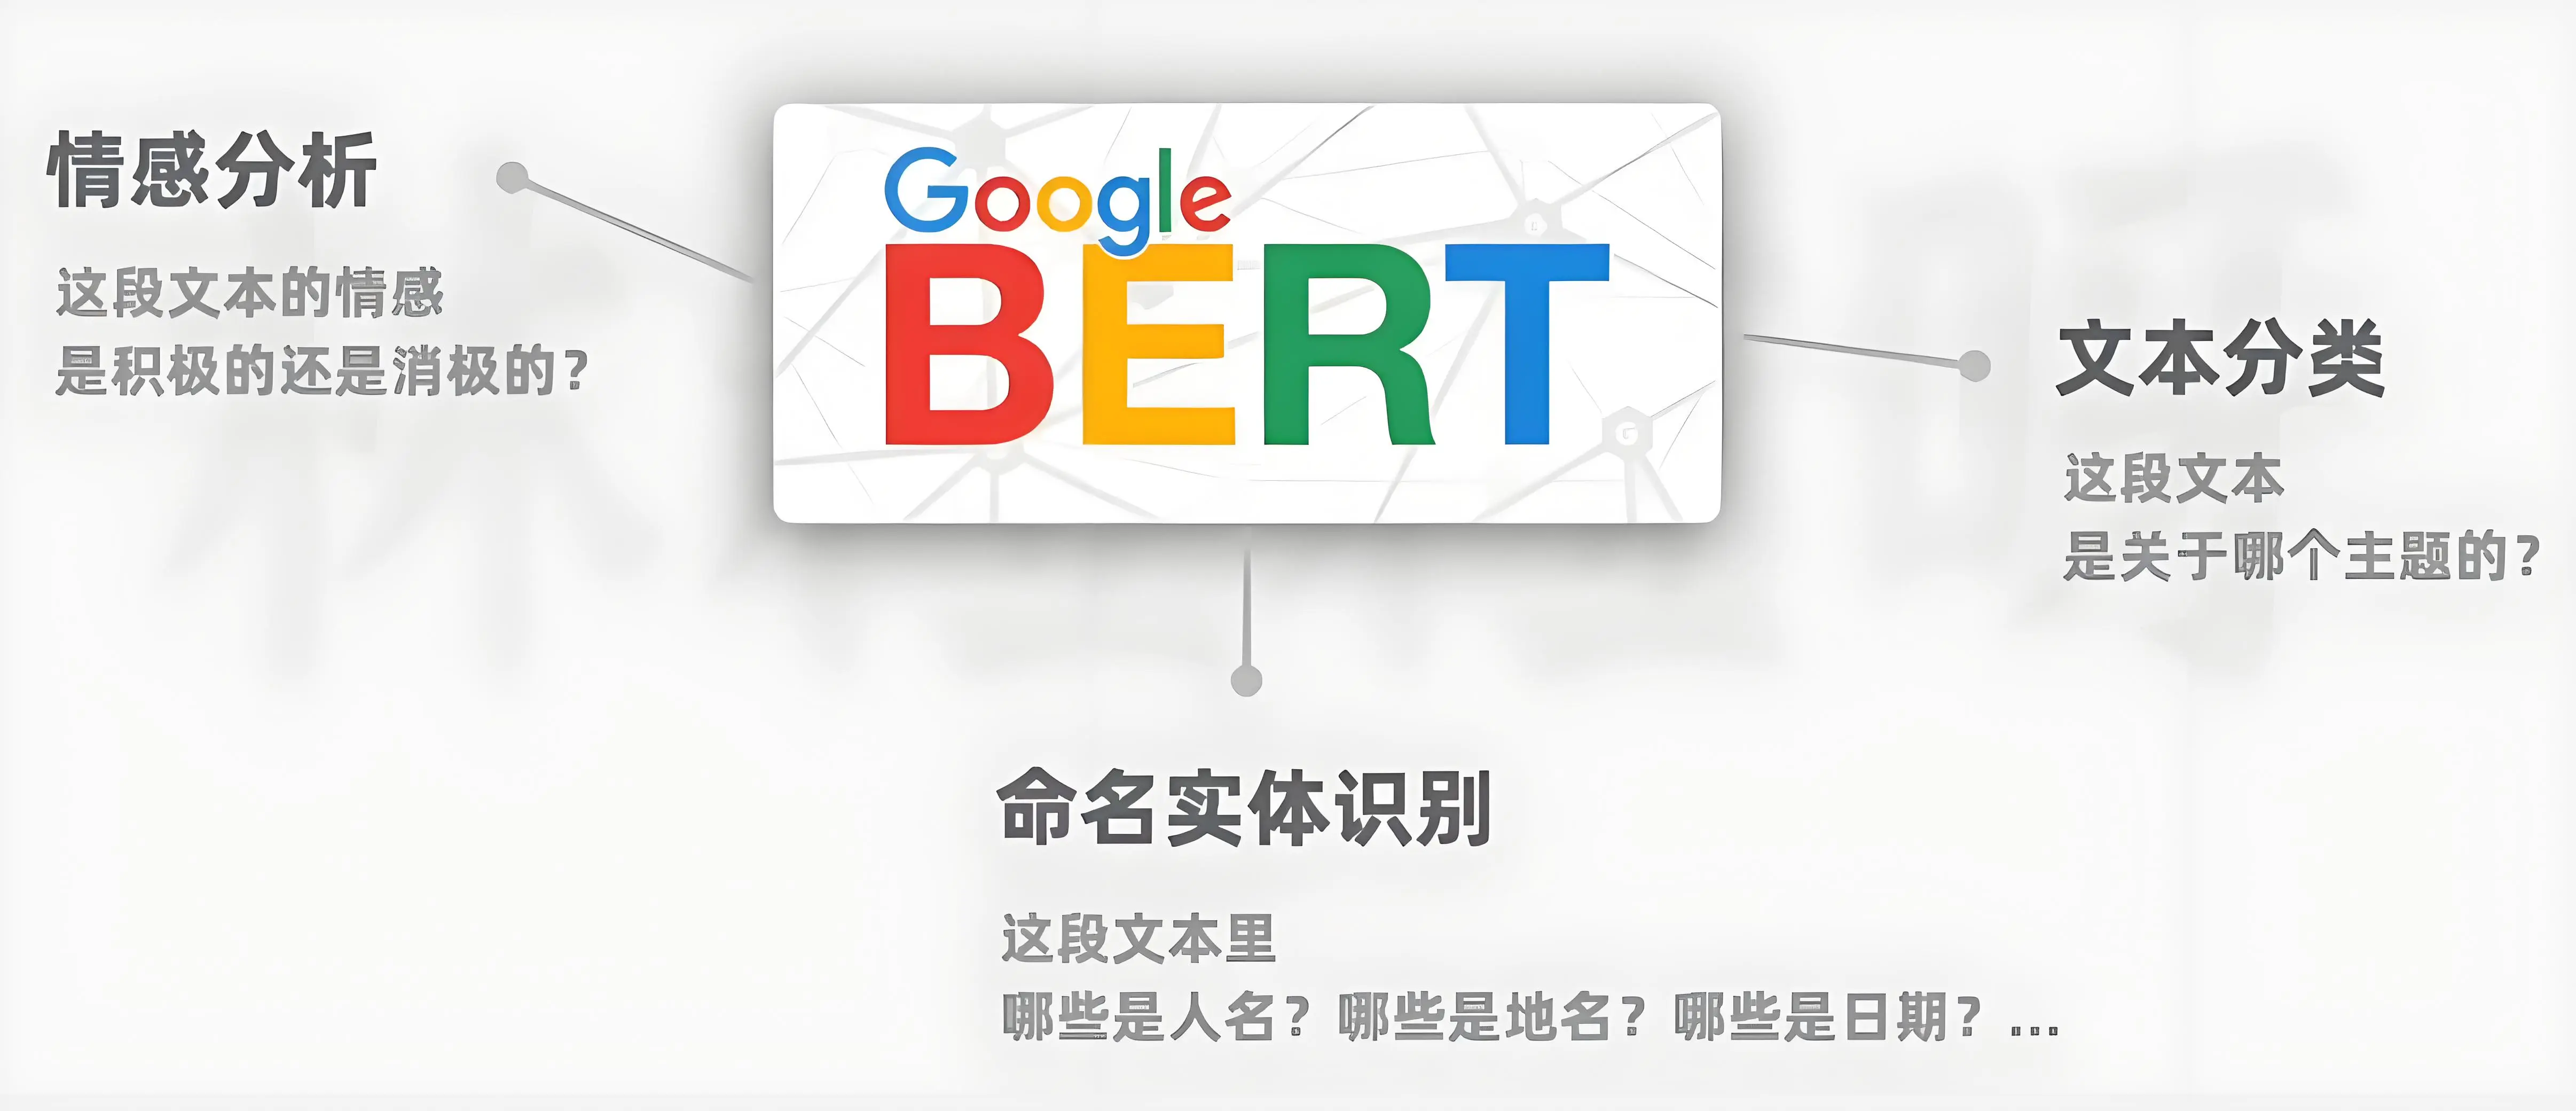 情感分析
这段文本的情感
是积极的还是消极的？
Google
BERT
文本分类
这段文本
是关于哪个主题的？
命名实体识别
这段文本里
哪些是人名？哪些是地名？哪些是日期？...